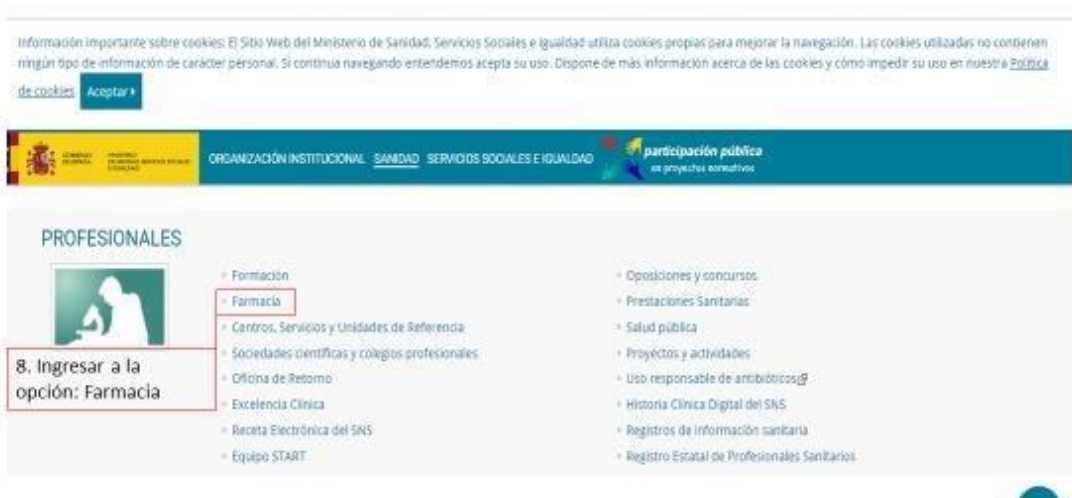 Información importante sobre cookies: El Sitio Web del Ministerio de Sanidad, Servicios Sociales e Igualdad utiliza cookies propias para mejorar la navegación. Las cookies utilizadas no contienen
ningún tipo de información de carácter personal. Si continua navegando entendemos acepta su uso. Dispone de más información acerca de las cookies y cómo impedir su uso en nuestra Política
de cookies Aceptar
ORGANIZACIÓN INSTITUCIONAL SANIDAD SERVICIOS SOCIALES E IGUALDAD
participación pública
en proyectos normativos
PROFESIONALES
Formación
Farmacia
Centros, Servicios y Unidades de Referencia
Sociedades científicas y colegios profesionales
Oficina de Retorno
Excelencia Clínica
Receta Electrónica del SNS
Equipo START
Oposiciones y concursos
Prestaciones Sanitarias
Salud pública
Proyectos y actividades
Uso responsable de antibióticos
Historia Clínica Digital del SNS
Registros de información sanitaria
Registro Estatal de Profesionales Sanitarios
8. Ingresar a la
opción: Farmacia